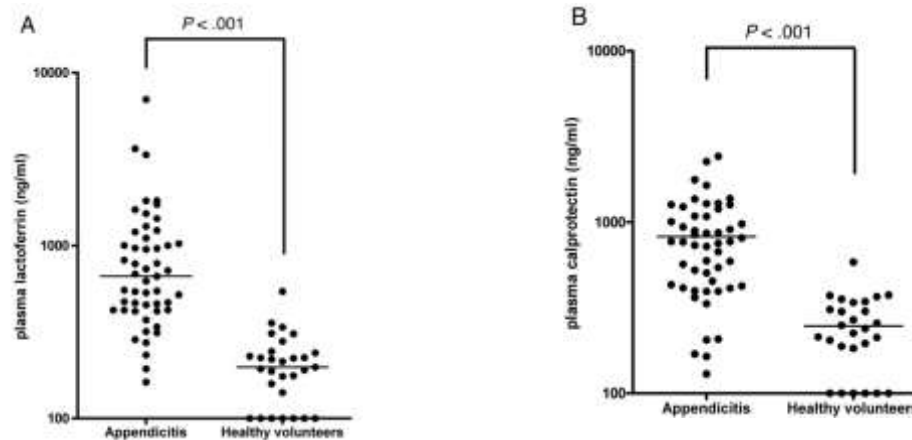 A
P < .001
10000
1000
100
plasma lactoferrin (ng/ml)
Appendicitis
Healthy volunteers
B
P < .001
10000
1000
100
plasma calprotectin (ng/ml)
Appendicitis
Healthy volunteers